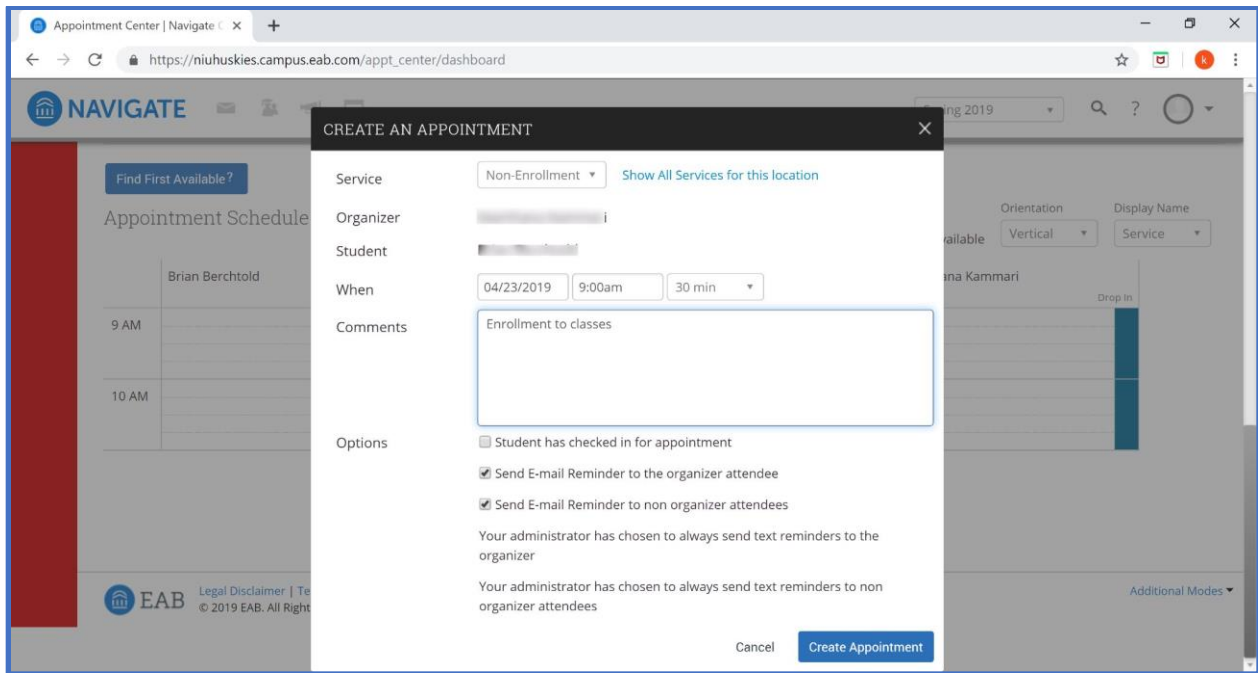 Appointment Center | Navigate
https://niuhuskies.campus.eab.com/appt_center/dashboard
k
NAVIGATE
2019
?
CREATE AN APPOINTMENT
Find First Available?
Appointment Schedule
Service
Non-Enrollment
Show All Services for this location
Organizer
Student
When
04/23/2019
9:00am
30 min
Comments
Enrollment to classes
Orientation
Display Name
Vertical
Service
Brian Berchtold
Kammari
Drop In
9 AM
10 AM
Options
Student has checked in for appointment
Send E-mail Reminder to the organizer attendee
Send E-mail Reminder to non organizer attendees
Your administrator has chosen to always send text reminders to the
organizer
Your administrator has chosen to always send text reminders to non
organizer attendees
EAB
Legal Disclaimer |
© 2019 EAB. All
Additional Modes
Cancel
Create Appointment